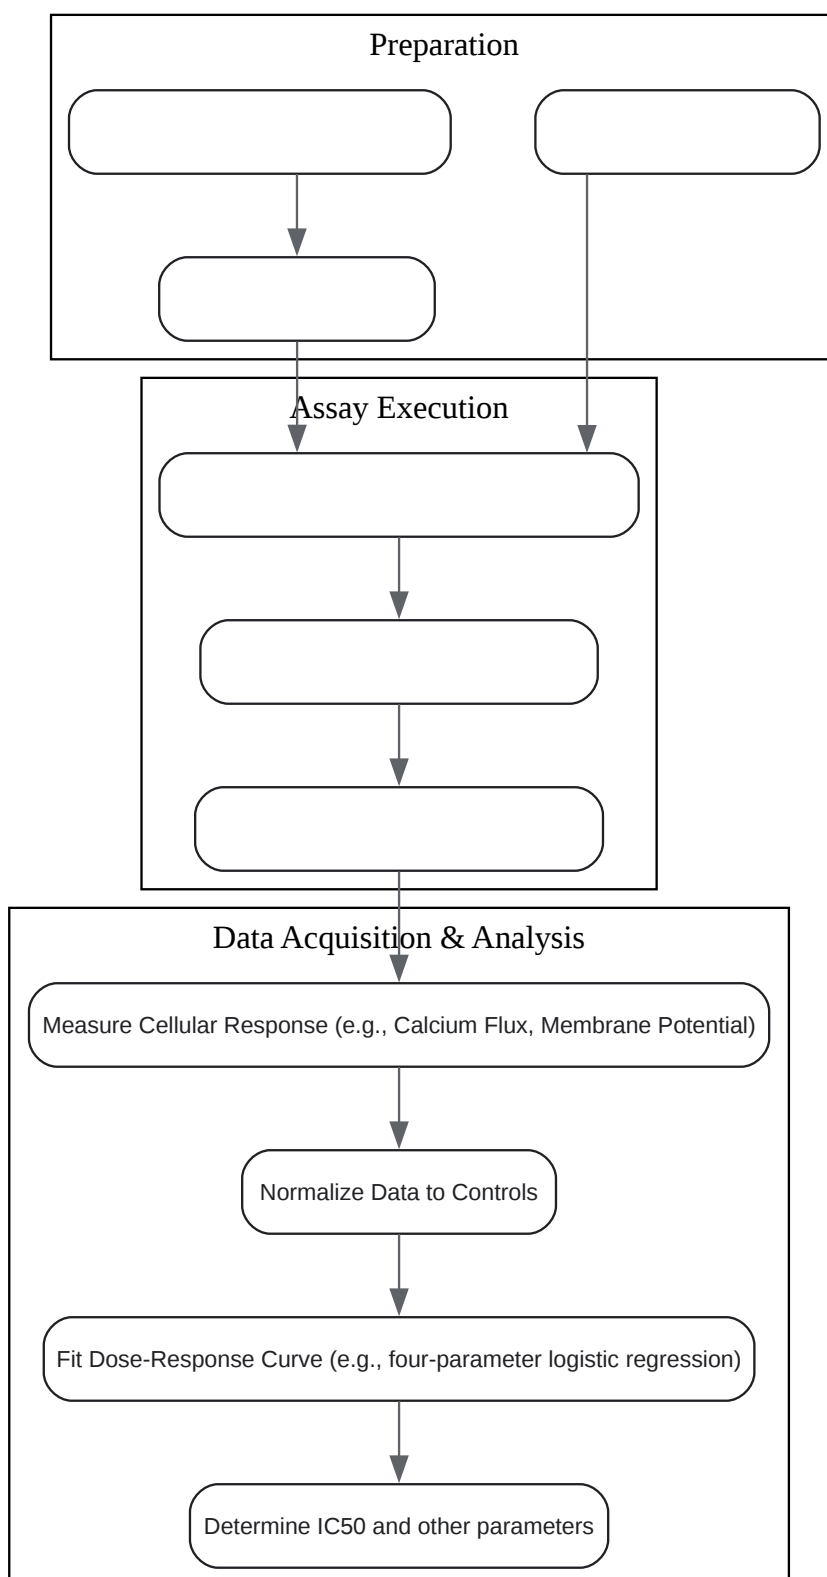 Preparation
Assay Execution
Data Acquisition & Analysis
Measure Cellular Response (e.g., Calcium Flux, Membrane Potential)
Normalize Data to Controls
Fit Dose-Response Curve (e.g., four-parameter logistic regression)
Determine IC50 and other parameters